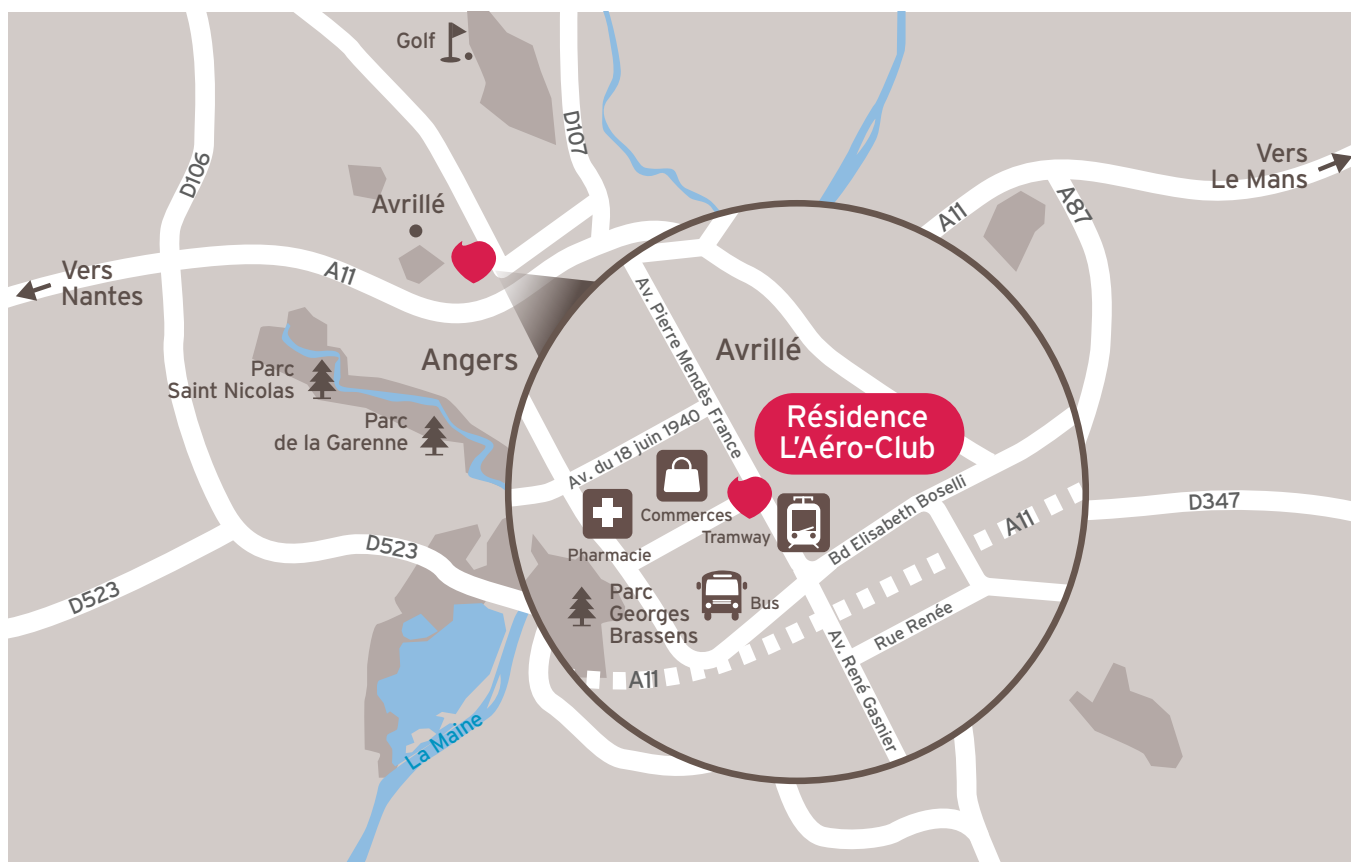 Golf
D107
D106
Vers
Le Mans
A11
A87
Avrillé
Vers
Nantes
A11
Av. Pierre Mendès France
Avrillé
Angers
Parc
Saint Nicolas
Parc
de la Garenne
Résidence
L'Aéro-Club
Av. du 18 juin 1940
Commerces
Tramway
Pharmacie
Bd Elisabeth Boselli
A11
D347
D523
D523
Parc
Georges
Brassens
Bus
Rue Renée
Av. René Gasnier
A11
La Maine